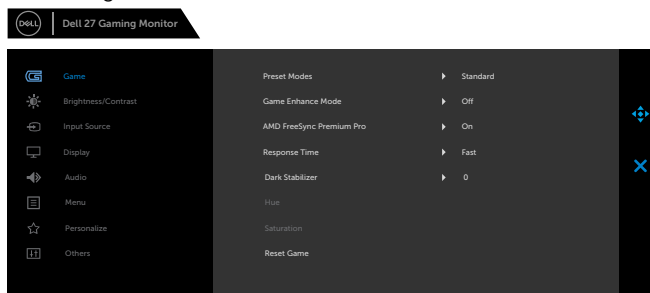 DELL
Dell 27 Gaming Monitor
Game
Preset Modes
Standard
Brightness/Contrast
Game Enhance Mode
Off
Input Source
AMD FreeSync Premium Pro
On
Display
Response Time
Fast
Audio
Dark Stabilizer
0
Menu
Hue
Personalize
Saturation
Others
Reset Game